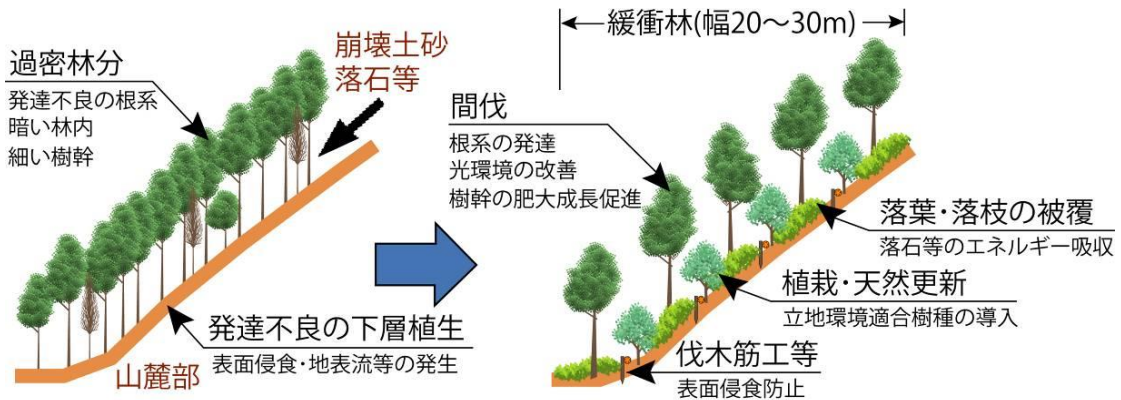 過密林分
発達不良の根系
暗い林内
細い樹幹
崩壊土砂
落石等
発達不良の下層植生
表面侵食・地表流等の発生
山麓部
緩衝林(幅20～30m)
間伐
根系の発達
光環境の改善
樹幹の肥大成長促進
落葉・落枝の被覆
落石等のエネルギー吸収
植栽・天然更新
立地環境適合樹種の導入
伐木筋工等
表面侵食防止